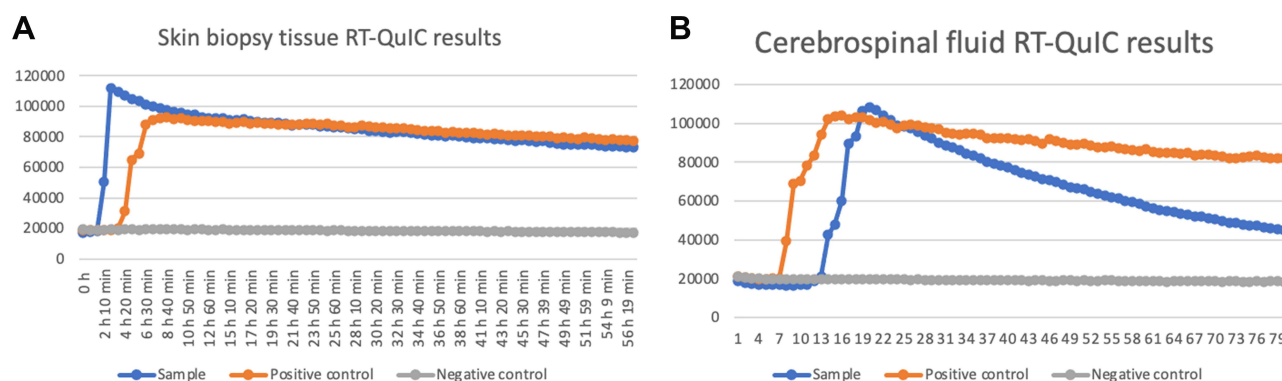 A
Skin biopsy tissue RT-QuIC results
120000
100000
80000
60000
40000
20000
0
0 h
2 h 10 min
4 h 20 min
6 h 30 min
8 h 40 min
10 h 50 min
12 h 60 min
15 h 10 min
17 h 20 min
19 h 30 min
21 h 40 min
23 h 50 min
25 h 60 min
28 h 10 min
30 h 20 min
32 h 30 min
34 h 40 min
36 h 50 min
38 h 60 min
41 h 10 min
43 h 20 min
45 h 30 min
47 h 39 min
49 h 49 min
51 h 59 min
54 h 9 min
56 h 19 min
Sample Positive control Negative control
B
Cerebrospinal fluid RT-QuIC results
120000
100000
80000
60000
40000
20000
0
1 4 7 10 13 16 19 22 25 28 31 34 37 40 43 46 49 52 55 58 61 64 67 70 73 76 79
Sample Positive control Negative control